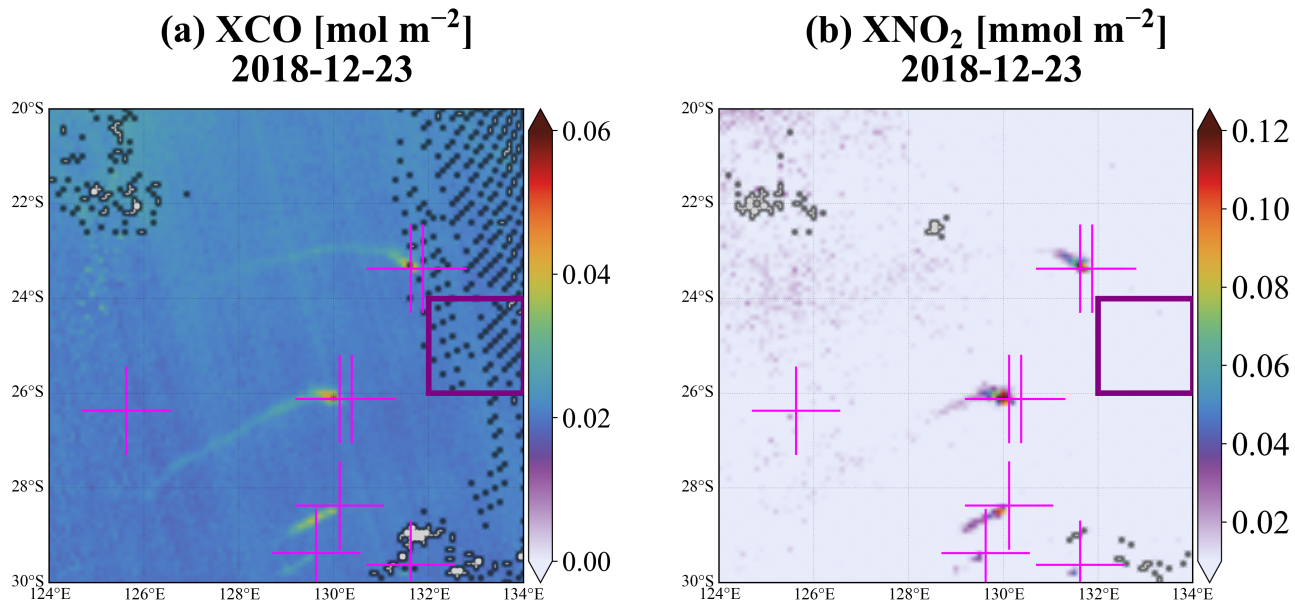 (a) XCO [mol m⁻²]
2018-12-23
20°S
22°S
24°S
26°S
28°S
30°S
124°E 126°E 128°E 130°E 132°E 134°E
0.06
0.04
0.02
0.00
(b) XNO₂ [mmol m⁻²]
2018-12-23
20°S
22°S
24°S
26°S
28°S
30°S
124°E 126°E 128°E 130°E 132°E 134°E
0.12
0.10
0.08
0.06
0.04
0.02